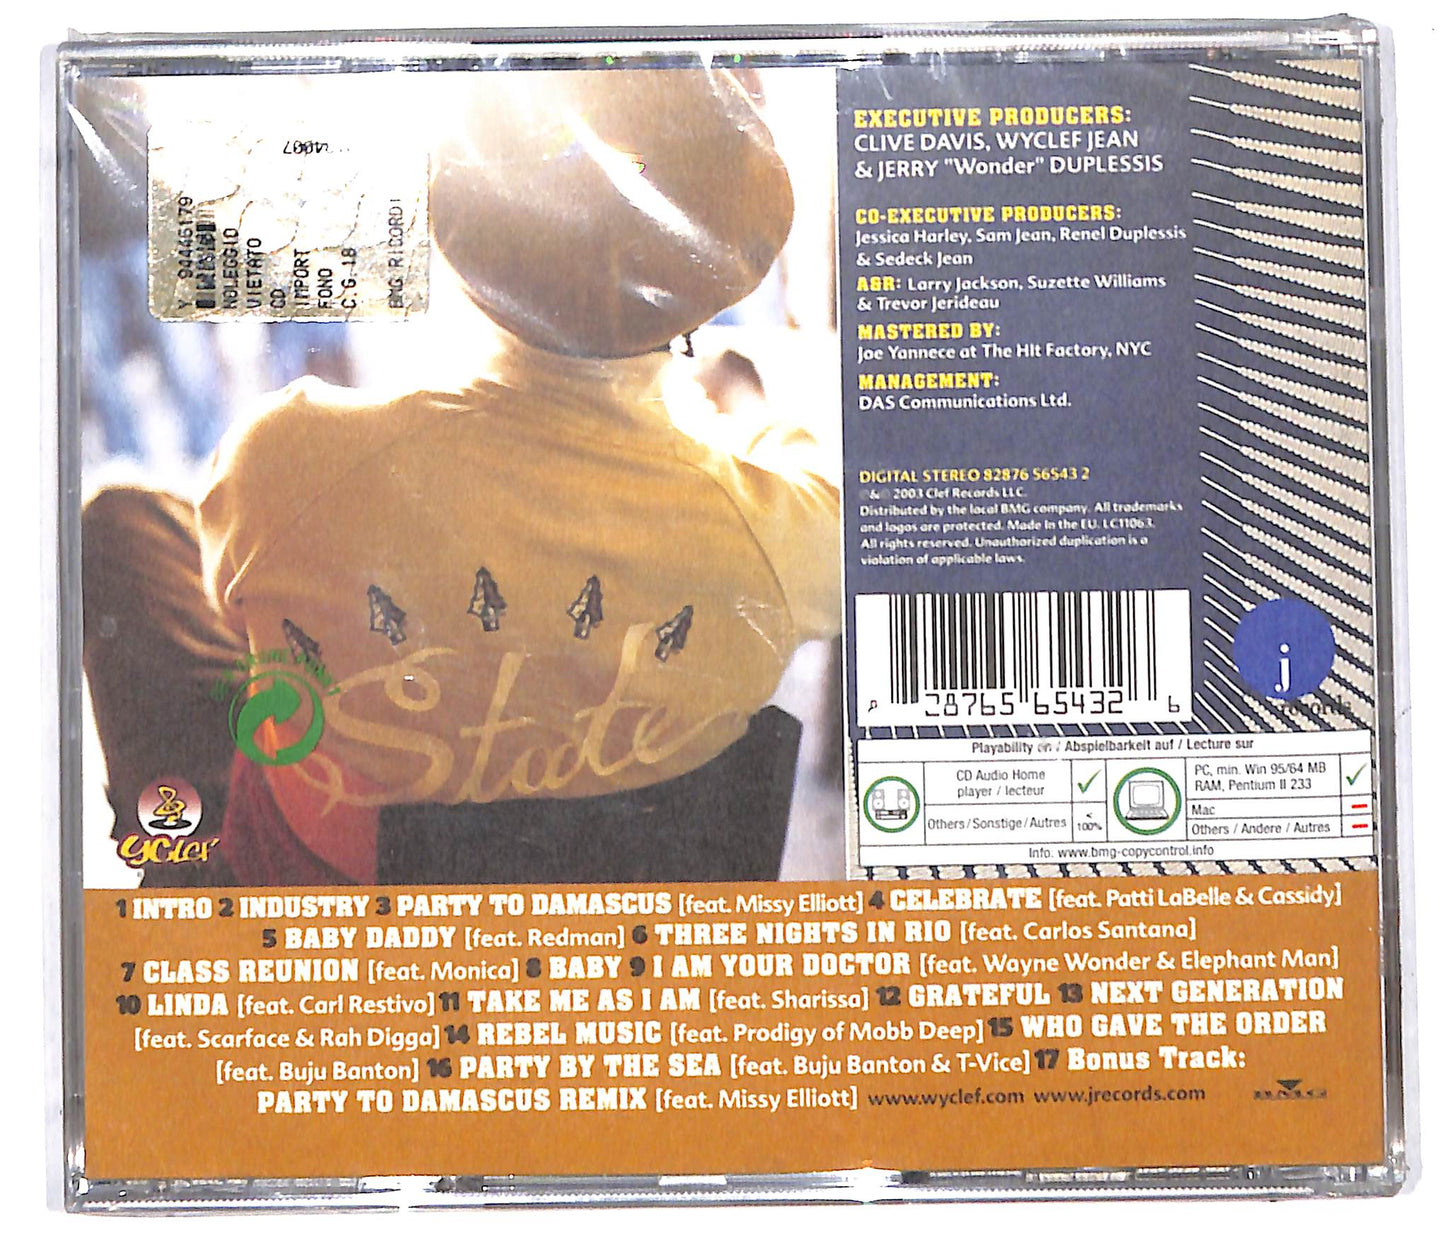 4007
Y 94446179
NOLEGGIO
VIETATO
CD
IMPORT
FONO
C.G.18
BMG RICORDI
State
YCLEF
EXECUTIVE PRODUCERS:
CLIVE DAVIS, WYCLEF JEAN
& JERRY "Wonder" DUPLESSIS
CO-EXECUTIVE PRODUCERS:
Jessica Harley, Sam Jean, Renel Duplessis
& Sedeck Jean
A&R: Larry Jackson, Suzette Williams
& Trevor Jerideau
MASTERED BY:
Joe Yannece at The HIt Factory, NYC
MANAGEMENT:
DAS Communications Ltd.
DIGITAL STEREO 82876 56543 2
℗&© 2003 Clef Records LLC.
Distributed by the local BMG company. All trademarks
and logos are protected. Made In the EU. LC11063.
All rights reserved. Unauthorized duplication is a
violation of applicable laws.
28765 65432 6
j
records
Playability on / Abspielbarkeit auf / Lecture sur
CD Audio Home
player / lecteur
✓
Others/Sonstige/Autres
<
100%
PC, min. Win 95/64 MB
RAM, Pentium II 233
✓
Mac
–
Others / Andere / Autres
–
Info: www.bmg-copycontrol.info
1 INTRO 2 INDUSTRY 3 PARTY TO DAMASCUS [feat. Missy Elliott] 4 CELEBRATE [feat. Patti LaBelle & Cassidy]
5 BABY DADDY [feat. Redman] 6 THREE NIGHTS IN RIO [feat. Carlos Santana]
7 CLASS REUNION [feat. Monica] 8 BABY 9 I AM YOUR DOCTOR [feat. Wayne Wonder & Elephant Man]
10 LINDA [feat. Carl Restivo] 11 TAKE ME AS I AM [feat. Sharissa] 12 GRATEFUL 13 NEXT GENERATION
[feat. Scarface & Rah Digga] 14 REBEL MUSIC [feat. Prodigy of Mobb Deep] 15 WHO GAVE THE ORDER
[feat. Buju Banton] 16 PARTY BY THE SEA [feat. Buju Banton & T-Vice] 17 Bonus Track:
PARTY TO DAMASCUS REMIX [feat. Missy Elliott] www.wyclef.com www.jrecords.com
BMG